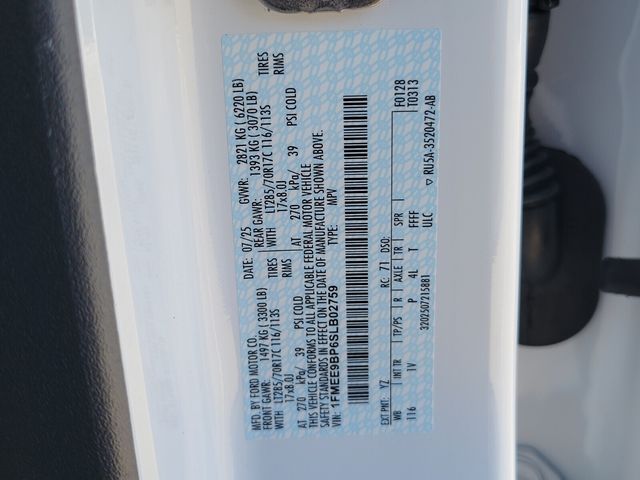 MFD. BY FORD MOTOR CO. DATE: 07/25 GVWR: 2821 KG ( 6220 LB)
FRONT GAWR: 1497 KG ( 3300 LB) REAR GAWR: 1393 KG ( 3070 LB)
LT285/70R17C 116/113S TIRES WITH LT285/70R17C 116/113S TIRES
17x8.0J RIMS 17x8.0J RIMS
AT 270 kPa/ 39 PSI COLD AT 270 kPa/ 39 PSI COLD
THIS VEHICLE CONFORMS TO ALL APPLICABLE FEDERAL MOTOR VEHICLE
SAFETY STANDARDS IN EFFECT ON THE DATE OF MANUFACTURE SHOWN ABOVE.
VIN: 1FMEE9BP6SLB02759 TYPE: MPV
EXT PNT: YZ RC: 71 DSO: F0128
WB INT TR TP/PS R AXLE TR SPR T0313
116 1V P 4L T FFFF
ULC
3202507215881 ▽ RU5A-3520472-AB